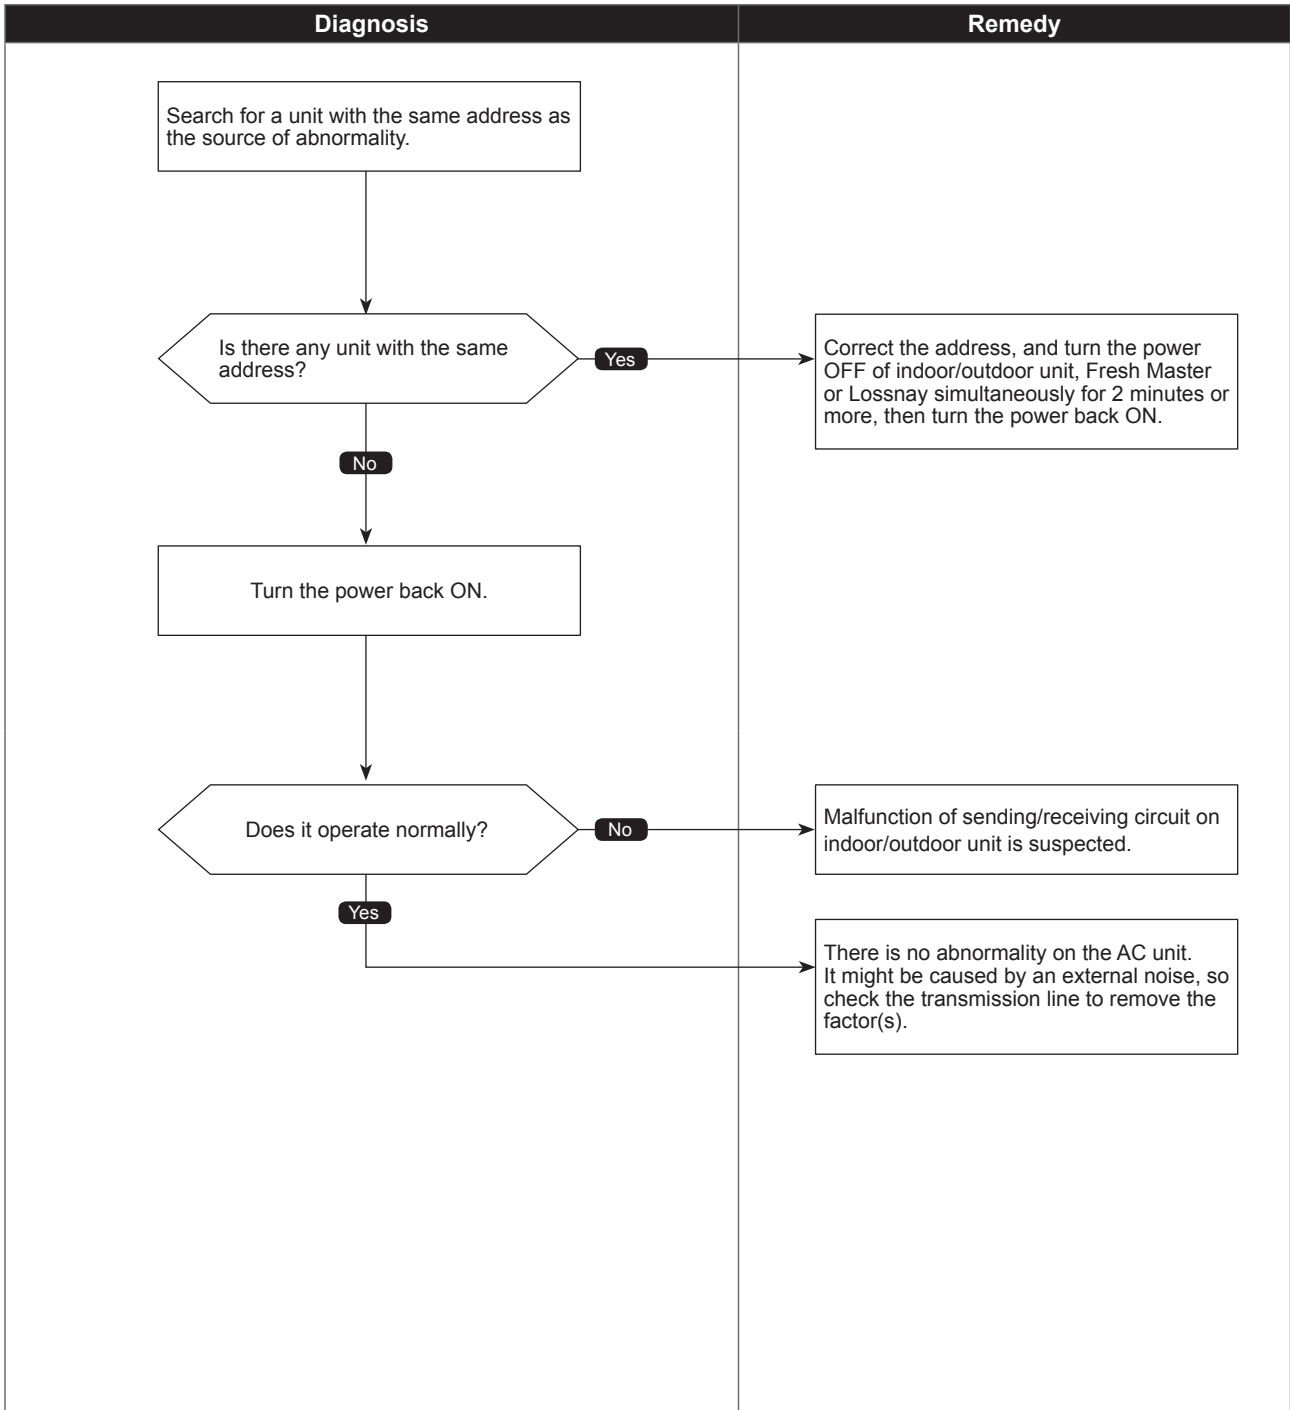 Diagnosis
Remedy
Search for a unit with the same address as
the source of abnormality.
Is there any unit with the same
address?
Yes
Correct the address, and turn the power
OFF of indoor/outdoor unit, Fresh Master
or Lossnay simultaneously for 2 minutes or
more, then turn the power back ON.
No
Turn the power back ON.
Does it operate normally?
No
Malfunction of sending/receiving circuit on
indoor/outdoor unit is suspected.
Yes
There is no abnormality on the AC unit.
It might be caused by an external noise, so
check the transmission line to remove the
factor(s).